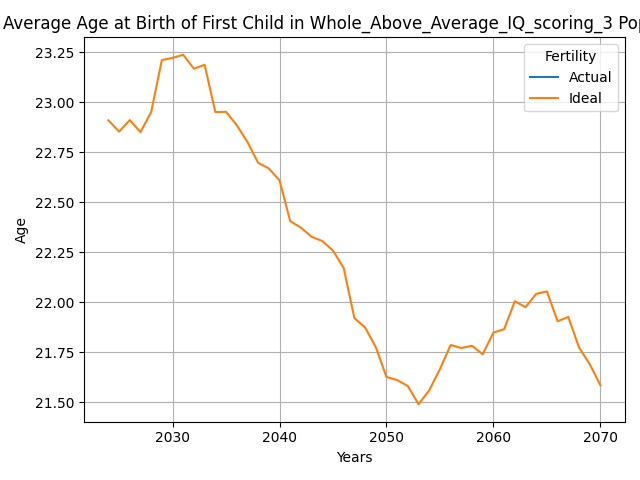 Average Age at Birth of First Child in Whole_Above_Average_IQ_scoring_3 Pop
Fertility
Actual
Ideal
23.25
23.00
22.75
22.50
22.25
22.00
21.75
21.50
Age
2030 2040 2050 2060 2070
Years